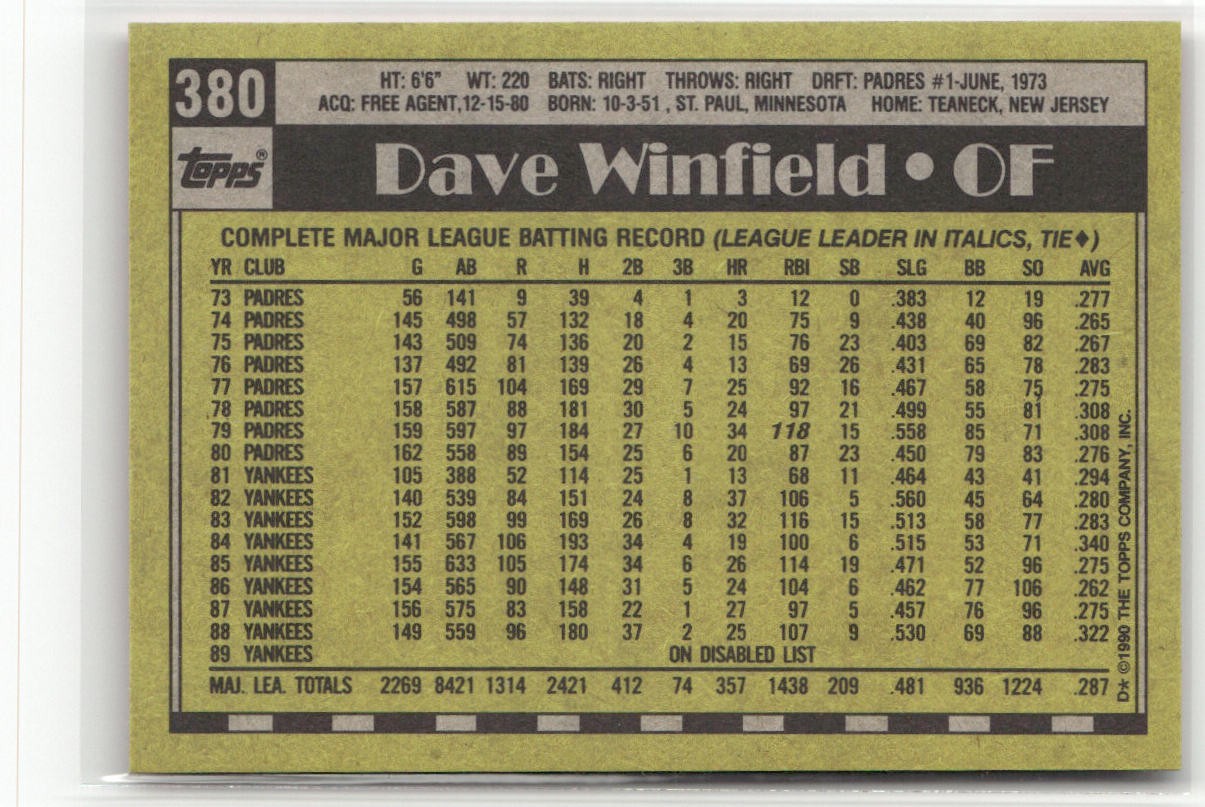 380
HT: 6'6" WT: 220 BATS: RIGHT THROWS: RIGHT DRFT: PADRES #1-JUNE, 1973
ACQ: FREE AGENT,12-15-80 BORN: 10-3-51 , ST. PAUL, MINNESOTA HOME: TEANECK, NEW JERSEY
Topps®
Dave Winfield • OF
COMPLETE MAJOR LEAGUE BATTING RECORD (LEAGUE LEADER IN ITALICS, TIE♦)
YR CLUB G AB R H 2B 3B HR RBI SB SLG BB SO AVG
73 PADRES 56 141 9 39 4 1 3 12 0 .383 12 19 .277
74 PADRES 145 498 57 132 18 4 20 75 9 .438 40 96 .265
75 PADRES 143 509 74 136 20 2 15 76 23 .403 69 82 .267
76 PADRES 137 492 81 139 26 4 13 69 26 .431 65 78 .283
77 PADRES 157 615 104 169 29 7 25 92 16 .467 58 75 .275
78 PADRES 158 587 88 181 30 5 24 97 21 .499 55 81 .308
79 PADRES 159 597 97 184 27 10 34 118 15 .558 85 71 .308
80 PADRES 162 558 89 154 25 6 20 87 23 .450 79 83 .276
81 YANKEES 105 388 52 114 25 1 13 68 11 .464 43 41 .294
82 YANKEES 140 539 84 151 24 8 37 106 5 .560 45 64 .280
83 YANKEES 152 598 99 169 26 8 32 116 15 .513 58 77 .283
84 YANKEES 141 567 106 193 34 4 19 100 6 .515 53 71 .340
85 YANKEES 155 633 105 174 34 6 26 114 19 .471 52 96 .275
86 YANKEES 154 565 90 148 31 5 24 104 6 .462 77 106 .262
87 YANKEES 156 575 83 158 22 1 27 97 5 .457 76 96 .275
88 YANKEES 149 559 96 180 37 2 25 107 9 .530 69 88 .322
89 YANKEES ON DISABLED LIST
MAJ. LEA. TOTALS 2269 8421 1314 2421 412 74 357 1438 209 .481 936 1224 .287
D* ©1990 THE TOPPS COMPANY, INC.